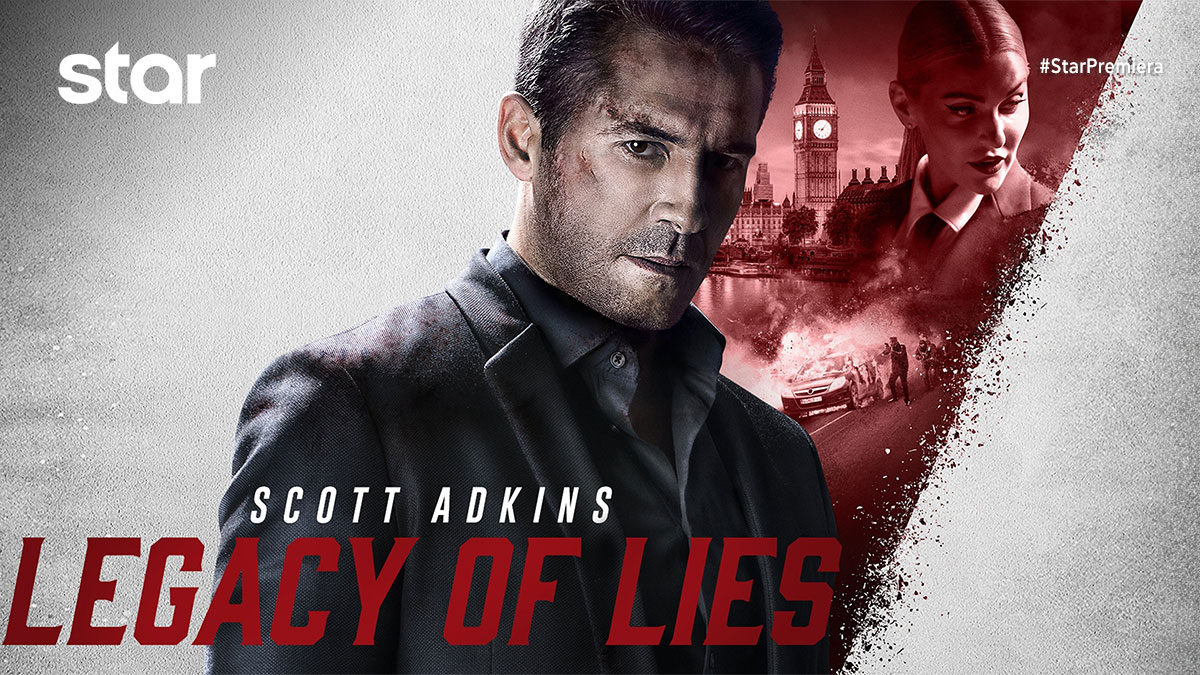 star
#StarPremiera
SCOTT ADKINS
LEGACY OF LIES